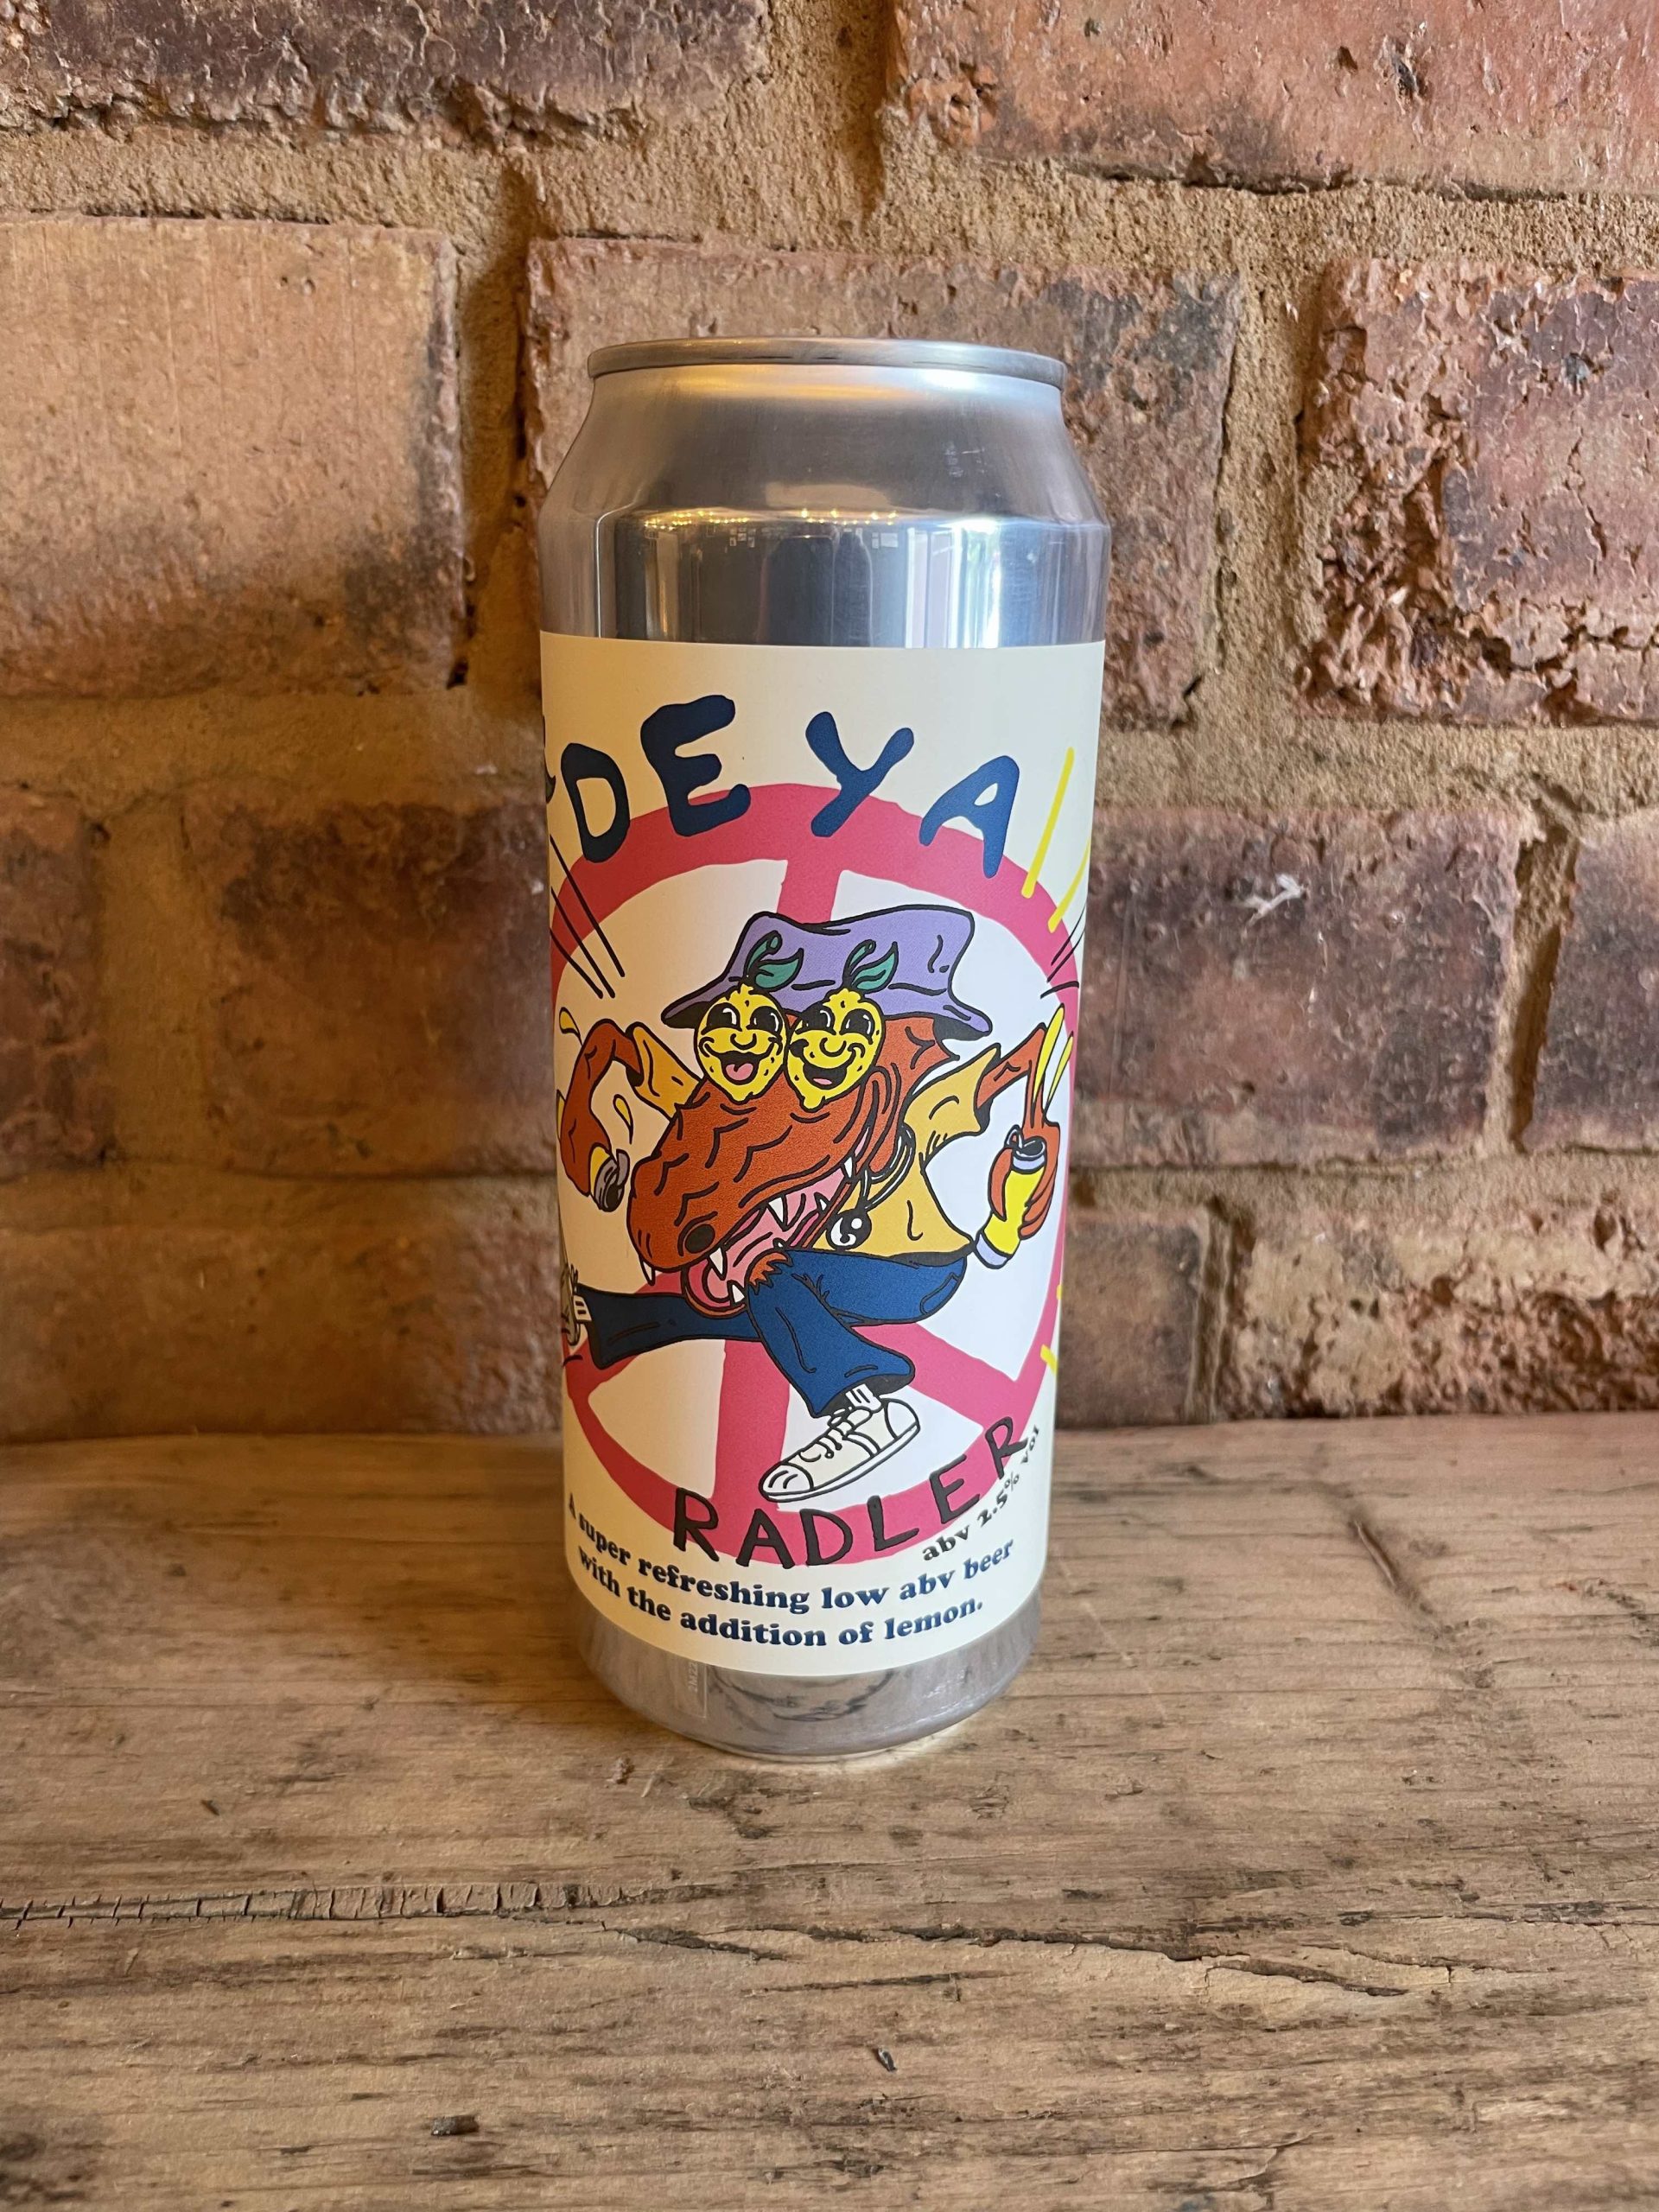 DEYA
RADLER
abv 2.5% vol
A super refreshing low abv beer
with the addition of lemon.